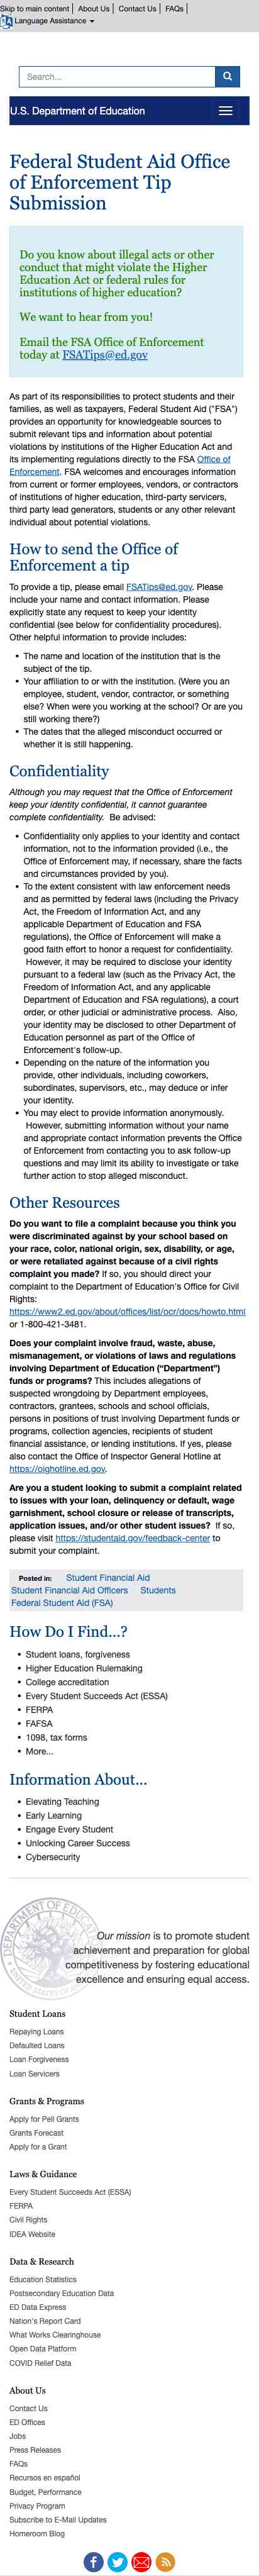 Skip to main content | About Us | Contact Us | FAQs |
Language Assistance
Search...
U.S. Department of Education
Federal Student Aid Office
of Enforcement Tip
Submission
Do you know about illegal acts or other
conduct that might violate the Higher
Education Act or federal rules for
institutions of higher education?
We want to hear from you!
Email the FSA Office of Enforcement
today at FSATips@ed.gov
As part of its responsibilities to protect students and their
families, as well as taxpayers, Federal Student Aid ("FSA")
provides an opportunity for knowledgeable sources to
submit relevant tips and information about potential
violations by institutions of the Higher Education Act and
its implementing regulations directly to the FSA Office of
Enforcement. FSA welcomes and encourages information
from current or former employees, vendors, or contractors
of institutions of higher education, third-party services,
third party lead generators, students or any other relevant
individual about potential violations.
How to send the Office of
Enforcement a tip
To provide a tip, please email FSATips@ed.gov. Please
include your name and contact information. Please
explicitly state any request to keep your identity
confidential (see below for confidentiality procedures).
Other helpful information to provide includes:
• The name and location of the institution that is the
subject of the tip.
• Your affiliation to or with the institution. (Were you an
employee, student, vendor, contractor, or something
else? When were you working at the school? Or are you
still working there?)
• The dates that the alleged misconduct occurred or
whether it is still happening.
Confidentiality
Although you may request that the Office of Enforcement
keep your identity confidential, it cannot guarantee
complete confidentiality. Be advised:
• Confidentiality only applies to your identity and contact
information, not to the information provided (i.e., the
Office of Enforcement may, if necessary, share the facts
and circumstances provided by you).
• To the extent consistent with law enforcement needs
and as permitted by federal laws (including the Privacy
Act, the Freedom of Information Act, and any
applicable Department of Education and FSA
regulations), the Office of Enforcement will make a
good faith effort to honor a request for confidentiality.
However, it may be required to disclose your identity
pursuant to a federal law (such as the Privacy Act, the
Freedom of Information Act, and any applicable
Department of Education and FSA regulations), a court
order, or other judicial or administrative process. Also,
your identity may be disclosed to other Department of
Education personnel as part of the Office of
Enforcement's follow-up.
• Depending on the nature of the information you
provide, other individuals, including coworkers,
subordinates, supervisors, etc., may deduce or infer
your identity.
• You may elect to provide information anonymously.
However, submitting information without your name
and appropriate contact information prevents the Office
of Enforcement from contacting you to ask follow-up
questions and may limit its ability to investigate or take
further action to stop alleged misconduct.
Other Resources
Do you want to file a complaint because you think you
were discriminated against by your school based on
your race, color, national origin, sex, disability, or age,
or were retaliated against because of a civil rights
complaint you made? If so, you should direct your
complaint to the Department of Education's Office for Civil
Rights:
https://www2.ed.gov/about/offices/list/ocr/docs/howto.html
or 1-800-421-3481.
Does your complaint involve fraud, waste, abuse,
mismanagement, or violations of laws and regulations
involving Department of Education ("Department")
funds or programs? This includes allegations of
suspected wrongdoing by Department employees,
contractors, grantees, schools and school officials,
persons in positions of trust involving Department funds or
programs, collection agencies, recipients of student
financial assistance, or lending institutions. If yes, please
also contact the Office of Inspector General Hotline at
https://oighotline.ed.gov.
Are you a student looking to submit a complaint related
to issues with your loan, delinquency or default, wage
garnishment, school closure or release of transcripts,
application issues, and/or other student issues? If so,
please visit https://studentaid.gov/feedback-center to
submit your complaint.
Posted in: Student Financial Aid
Student Financial Aid Officers Students
Federal Student Aid (FSA)
How Do I Find...?
• Student loans, forgiveness
• Higher Education Rulemaking
• College accreditation
• Every Student Succeeds Act (ESSA)
• FERPA
• FAFSA
• 1098, tax forms
• More...
Information About...
• Elevating Teaching
• Early Learning
• Engage Every Student
• Unlocking Career Success
• Cybersecurity
Our mission is to promote student
achievement and preparation for global
competitiveness by fostering educational
excellence and ensuring equal access.
Student Loans
Repaying Loans
Defaulted Loans
Loan Forgiveness
Loan Servicers
Grants & Programs
Apply for Pell Grants
Grants Forecast
Apply for a Grant
Laws & Guidance
Every Student Succeeds Act (ESSA)
FERPA
Civil Rights
IDEA Website
Data & Research
Education Statistics
Postsecondary Education Data
ED Data Express
Nation's Report Card
What Works Clearinghouse
Open Data Platform
COVID Relief Data
About Us
Contact Us
ED Offices
Jobs
Press Releases
FAQs
Recursos en español
Budget, Performance
Privacy Program
Subscribe to E-Mail Updates
Homeroom Blog